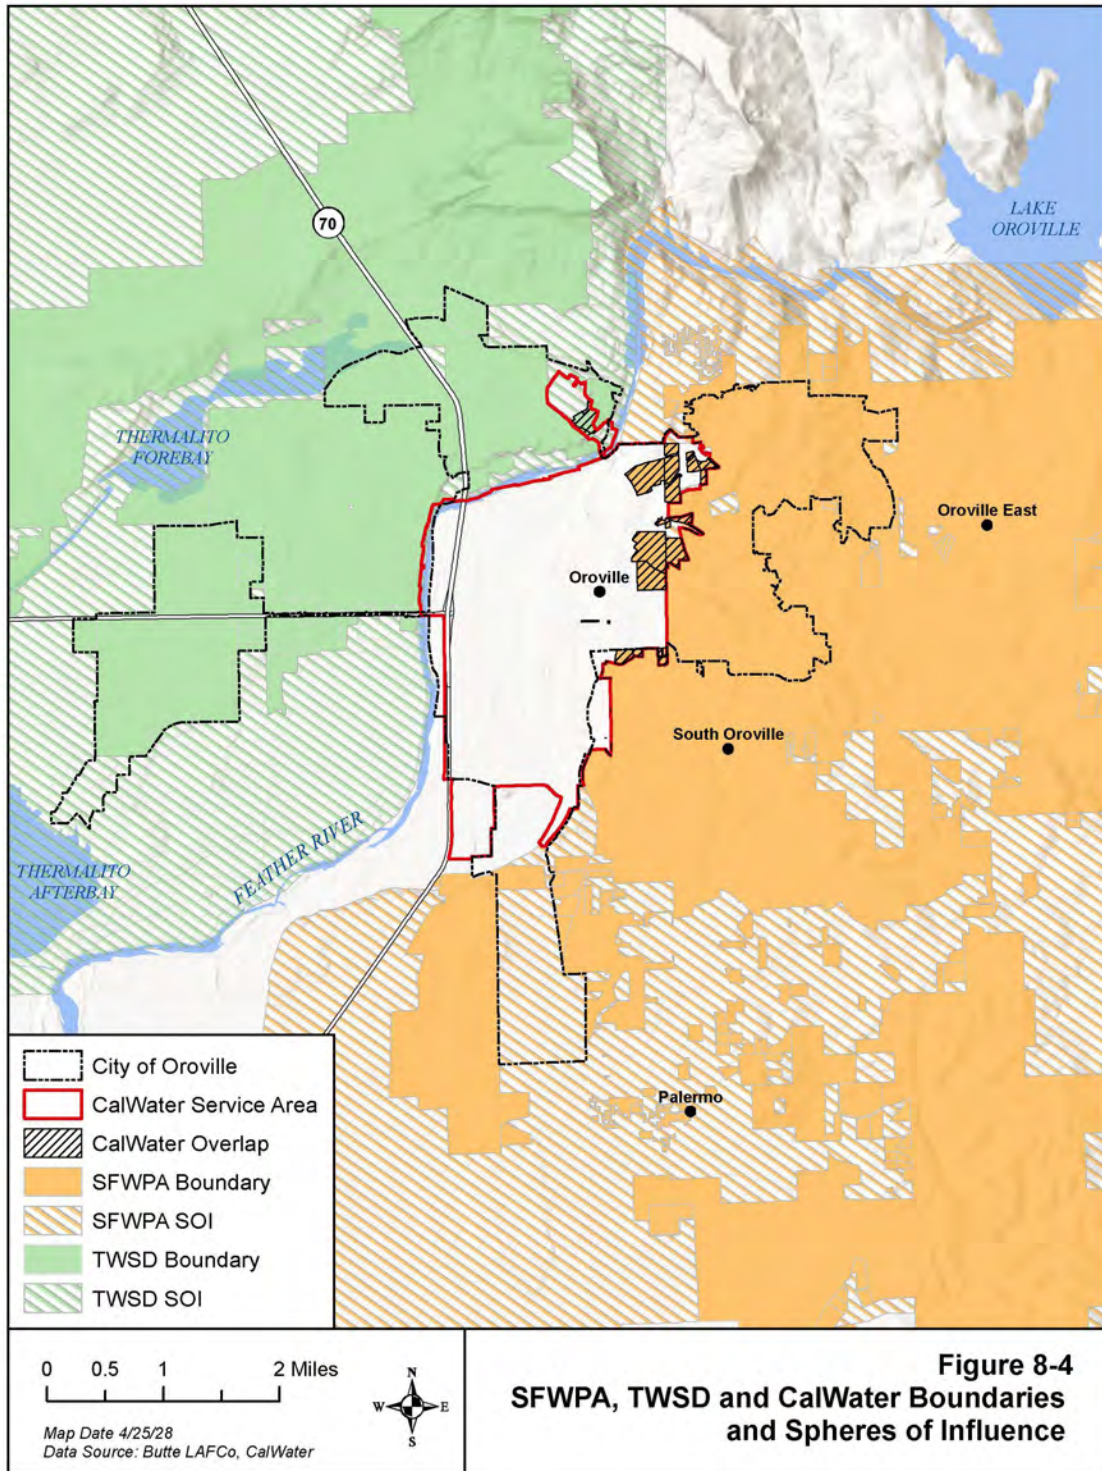 LAKE
OROVILLE
70
THERMALITO
FOREBAY
Oroville East
Oroville
South Oroville
FEATHER RIVER
THERMALITO
AFTERBAY
Palermo
City of Oroville
CalWater Service Area
CalWater Overlap
SFWPA Boundary
SFWPA SOI
TWSD Boundary
TWSD SOI
0 0.5 1 2 Miles
N
W E
S
Map Date 4/25/28
Data Source: Butte LAFCo, CalWater
Figure 8-4
SFWPA, TWSD and CalWater Boundaries
and Spheres of Influence